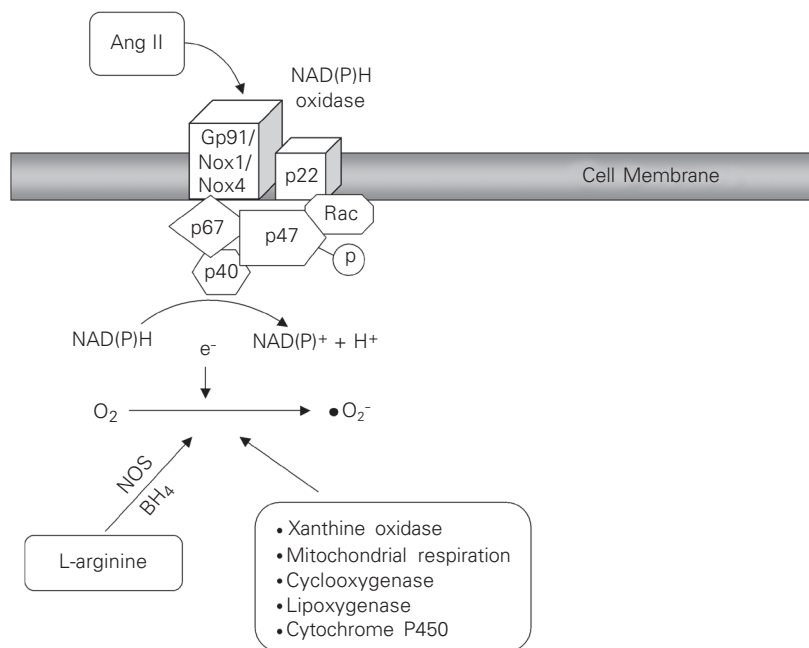 Ang II
NAD(P)H
oxidase
Gp91/
Nox1/
Nox4
p22
Cell Membrane
p67
p47
Rac
p
p40
NAD(P)H
NAD(P)⁺ + H⁺
e⁻
O₂
•O₂⁻
NOS
BH₄
L-arginine
• Xanthine oxidase
• Mitochondrial respiration
• Cyclooxygenase
• Lipoxygenase
• Cytochrome P450